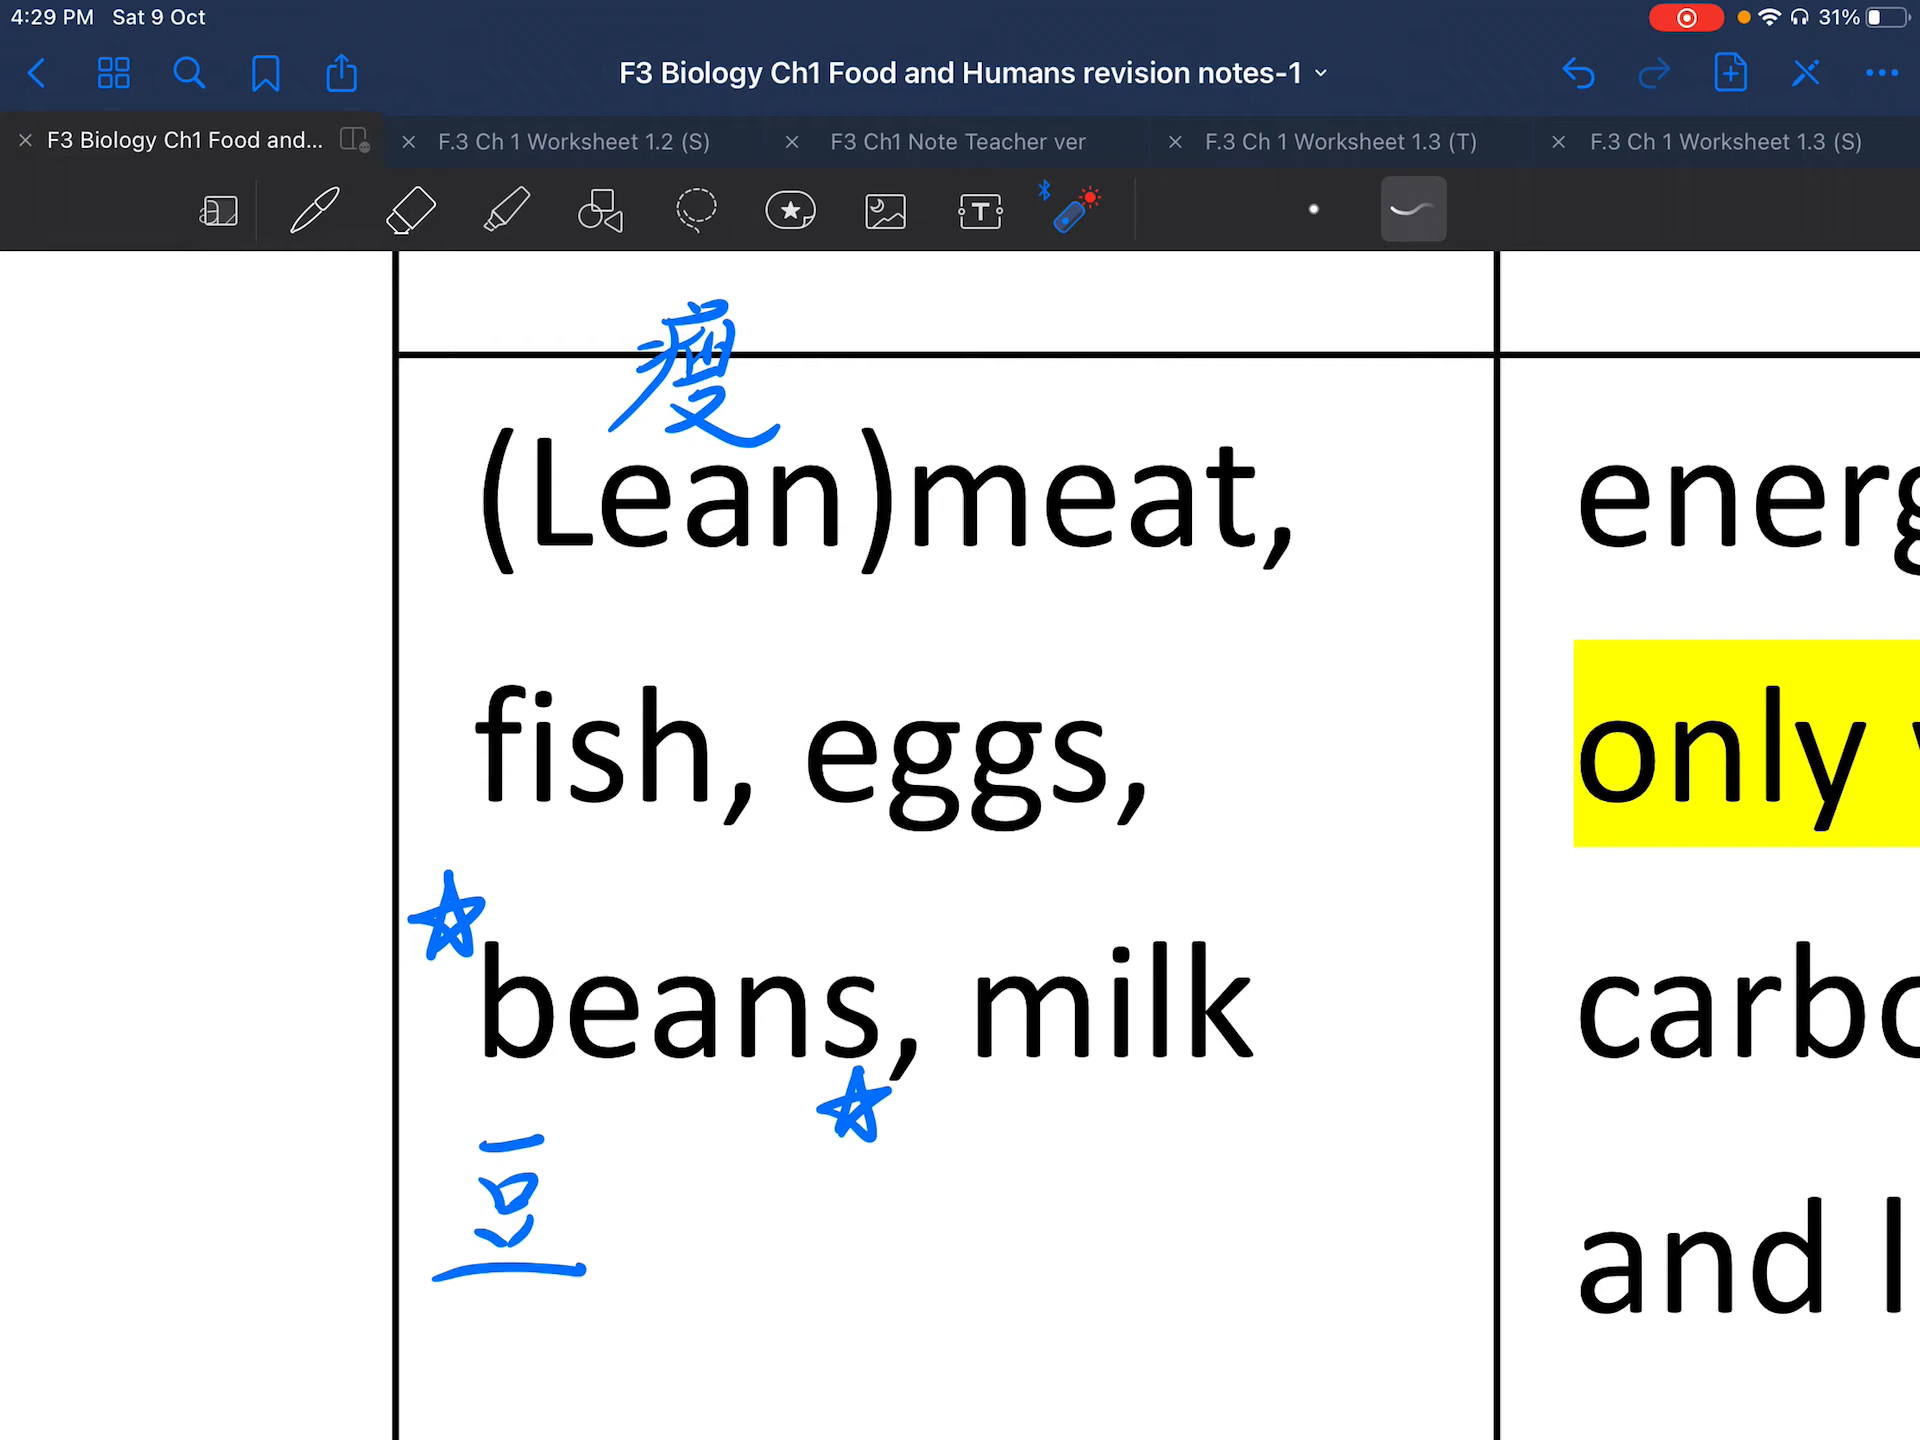 4:29 PM Sat 9 Oct 31%
F3 Biology Ch1 Food and Humans revision notes-1
F3 Biology Ch1 Food and...
F.3 Ch 1 Worksheet 1.2 (S)
F3 Ch1 Note Teacher ver
F.3 Ch 1 Worksheet 1.3 (T)
F.3 Ch 1 Worksheet 1.3 (S)
瘦
(Lean)meat,
fish, eggs,
beans, milk
豆
energ
only
carbo
and l